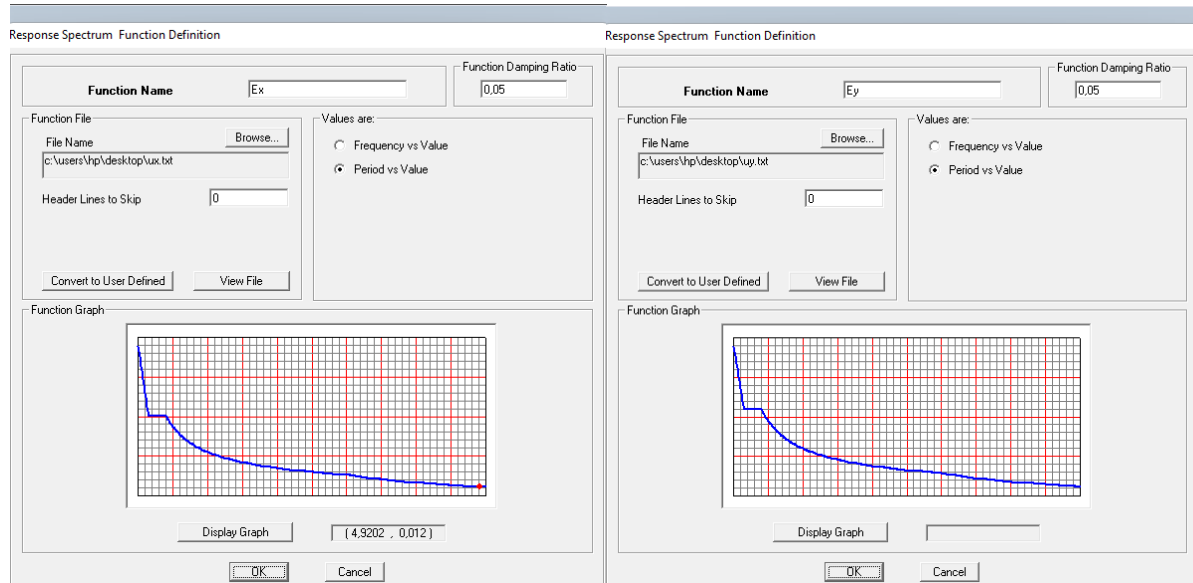 Response Spectrum Function Definition
Function Name
Ex
Function Damping Ratio
0,05
Function File
File Name
Browse...
c:\users\hp\desktop\ux.txt
Header Lines to Skip
0
Convert to User Defined
View File
Values are:
Frequency vs Value
Period vs Value
Function Graph
Display Graph
( 4,9202 , 0,012 )
OK
Cancel
Response Spectrum Function Definition
Function Name
Ey
Function Damping Ratio
0,05
Function File
File Name
Browse...
c:\users\hp\desktop\uy.txt
Header Lines to Skip
0
Convert to User Defined
View File
Values are:
Frequency vs Value
Period vs Value
Function Graph
Display Graph
OK
Cancel